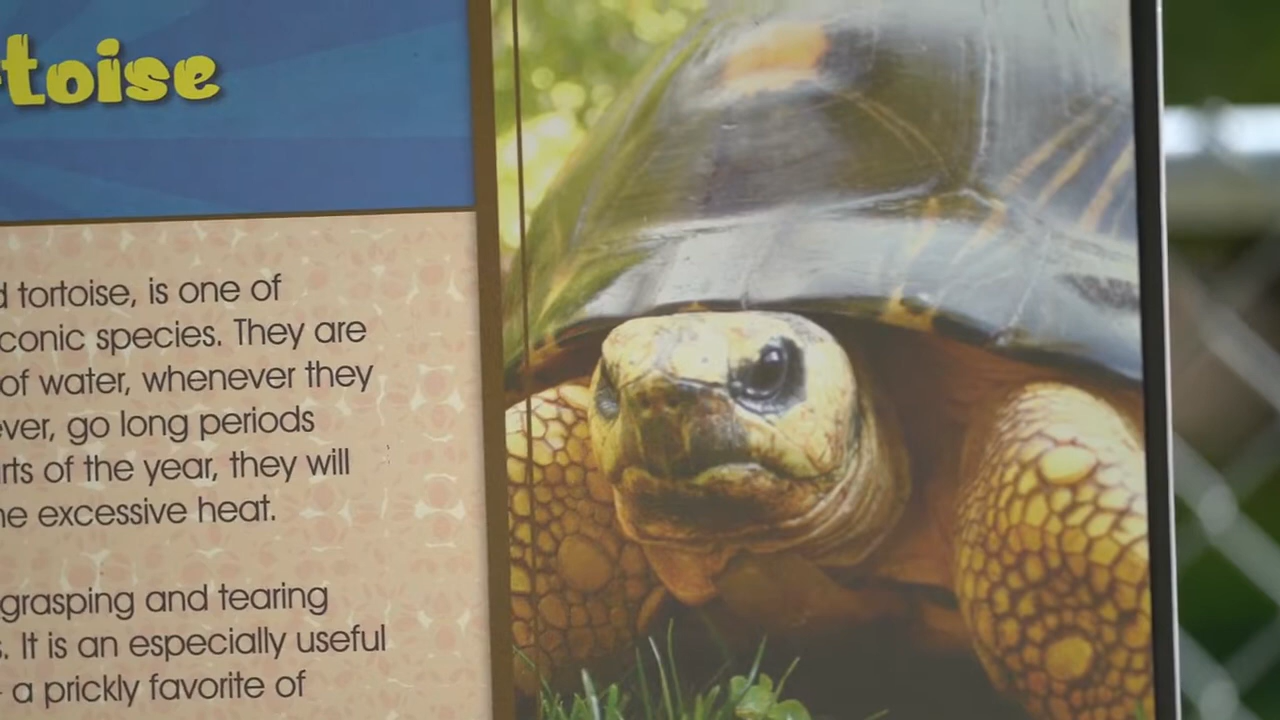 toise
d tortoise, is one of
conic species. They are
of water, whenever they
ever, go long periods
rts of the year, they will
he excessive heat.
grasping and tearing
s. It is an especially useful
- a prickly favorite of